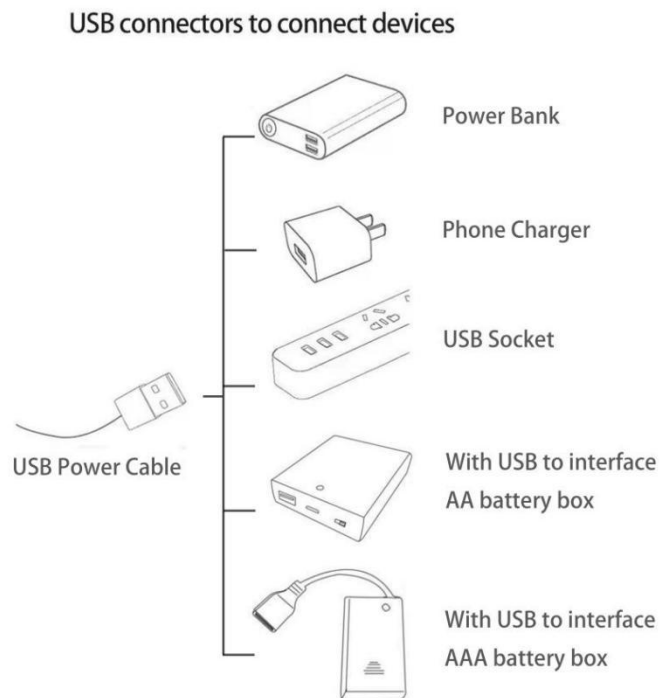 USB connectors to connect devices
Power Bank
Phone Charger
USB Socket
USB Power Cable
With USB to interface
AA battery box
With USB to interface
AAA battery box